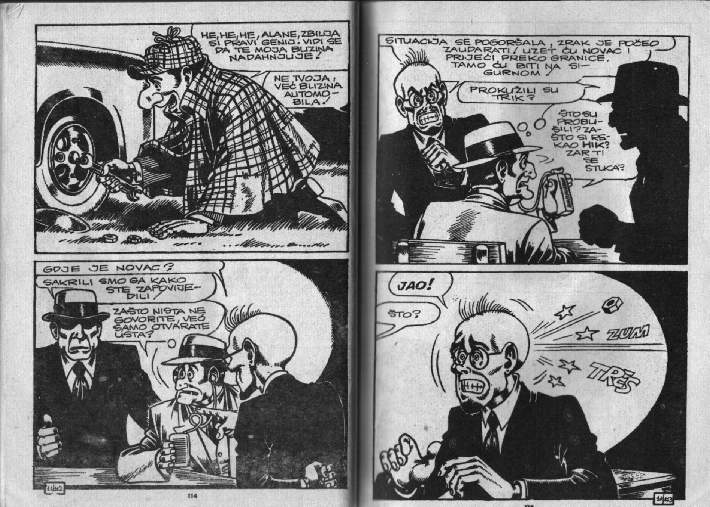 HE, HE, HE, ALANE, ZBILJA
SI PRAVI GENIJ. VIDI SE
DA TE MOJA BLIZINA
NADAHNJUJE!
NE TVOJA,
VEĆ BLIZINA
AUTOMO-
BILA!
GDJE JE NOVAC?
SAKRILI SMO GA KAKO
STE ZAPOVIJE-
DILI!
ZAŠTO NIŠTA NE
GOVORITE, VEĆ
SAMO OTVARATE
USTA?
114
SITUACIJA SE POGORŠALA, ZRAK JE POČEO
ZAUDARATI! UZET ĆU NOVAC I
PRIJEĆI PREKO GRANICE.
TAMO ĆU BITI NA SI-
GURNOM!
PROKUŽILI SU
TRIK?
ŠTO SU
PROBU-
ŠILI? ZA-
ŠTO SI RE-
KAO HIK?
ZAR TI
SE
ŠTUCA?
JAO!
ŠTO?
ZUM
TRES